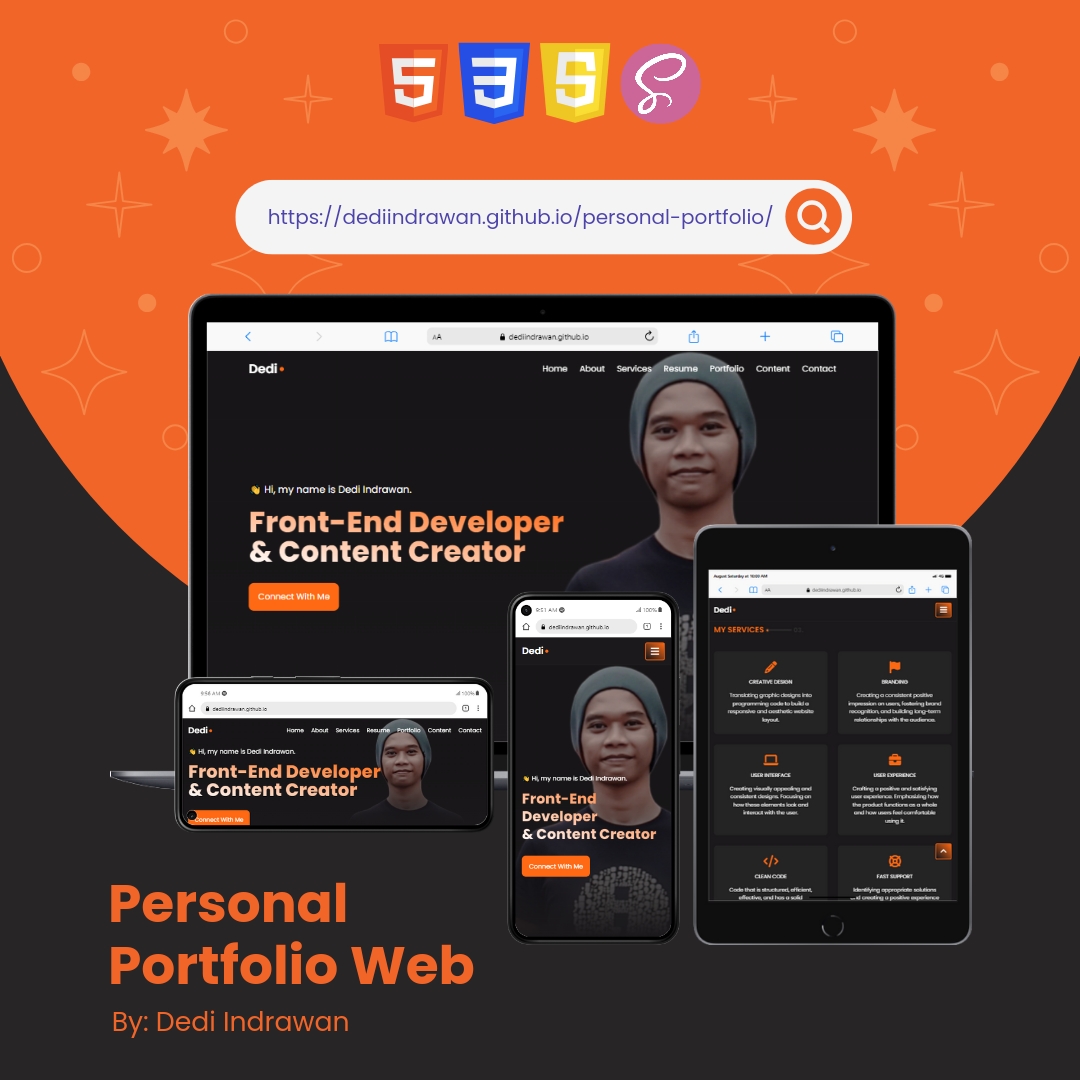 https://dediindrawan.github.io/personal-portfolio/
AA
dediindrawan.github.io
Dedi
Home About Services Resume Portfolio Content Contact
👋 Hi, my name is Dedi Indrawan.
Front-End Developer
& Content Creator
Connect With Me
9:58 AM
100%
dediindrawan.github.io
Dedi
Home About Services Resume Portfolio Content Contact
👋 Hi, my name is Dedi Indrawan.
Front-End Developer
& Content Creator
Connect With Me
9:51 AM
100%
dediindrawan.github.io
Dedi
👋 Hi, my name is Dedi Indrawan.
Front-End
Developer
& Content Creator
Connect With Me
August Saturday at
AA
dediindrawan.github.io
Dedi
MY SERVICES
CREATIVE DESIGN
Translating graphic designs into
programming code to build a
responsive and aesthetic website
layout.
BRANDING
Creating a consistent positive
impression on users, fostering brand
recognition, and building long-term
relationships with the audience.
USER INTERFACE
Creating visually appealing and
consistent designs. Focusing on
how these elements look and
interact with the user.
USER EXPERIENCE
Crafting a positive and satisfying
user experience. Emphasizing how
the product functions as a whole
and how users feel comfortable
using it.
CLEAN CODE
Code that is structured, efficient,
effective, and has a solid
FAST SUPPORT
Identifying appropriate solutions
creating a positive experience
Personal
Portfolio Web
By: Dedi Indrawan